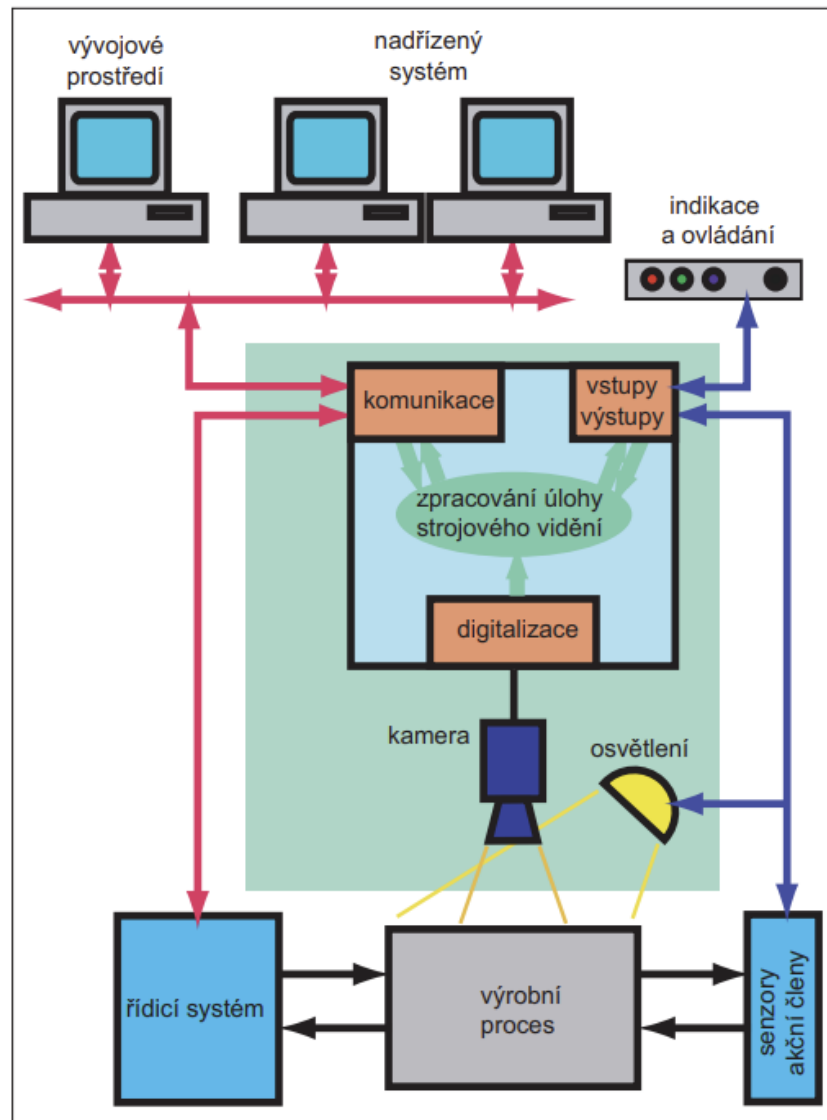 vývojové
prostředí
nadřízený
systém
indikace
a ovládání
komunikace
vstupy
výstupy
zpracování úlohy
strojového vidění
digitalizace
kamera
osvětlení
řídicí systém
výrobní
proces
senzory
akční členy